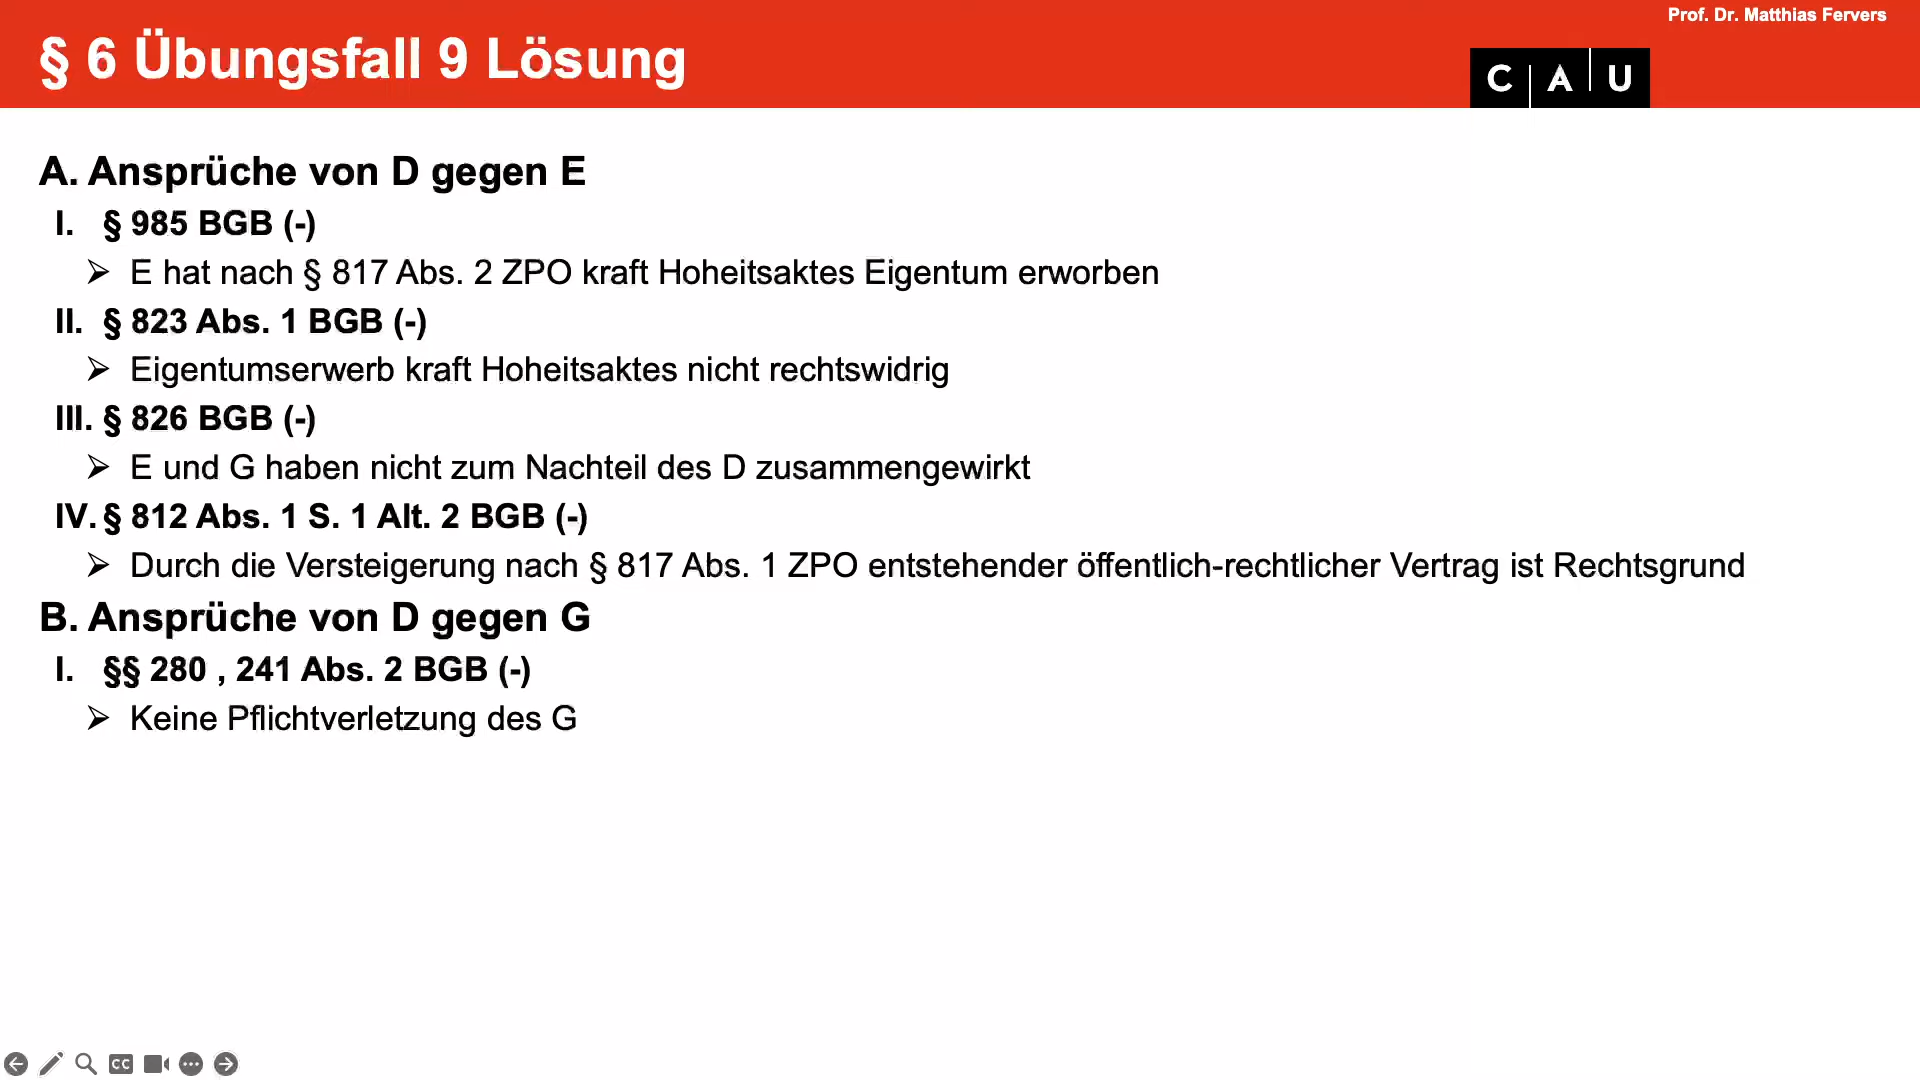 Prof. Dr. Matthias Fervers
§ 6 Übungsfall 9 Lösung
CAU
A. Ansprüche von D gegen E
I. § 985 BGB (-)
➢ E hat nach § 817 Abs. 2 ZPO kraft Hoheitsaktes Eigentum erworben
II. § 823 Abs. 1 BGB (-)
➢ Eigentumserwerb kraft Hoheitsaktes nicht rechtswidrig
III. § 826 BGB (-)
➢ E und G haben nicht zum Nachteil des D zusammengewirkt
IV. § 812 Abs. 1 S. 1 Alt. 2 BGB (-)
➢ Durch die Versteigerung nach § 817 Abs. 1 ZPO entstehender öffentlich-rechtlicher Vertrag ist Rechtsgrund
B. Ansprüche von D gegen G
I. §§ 280 , 241 Abs. 2 BGB (-)
➢ Keine Pflichtverletzung des G
CC